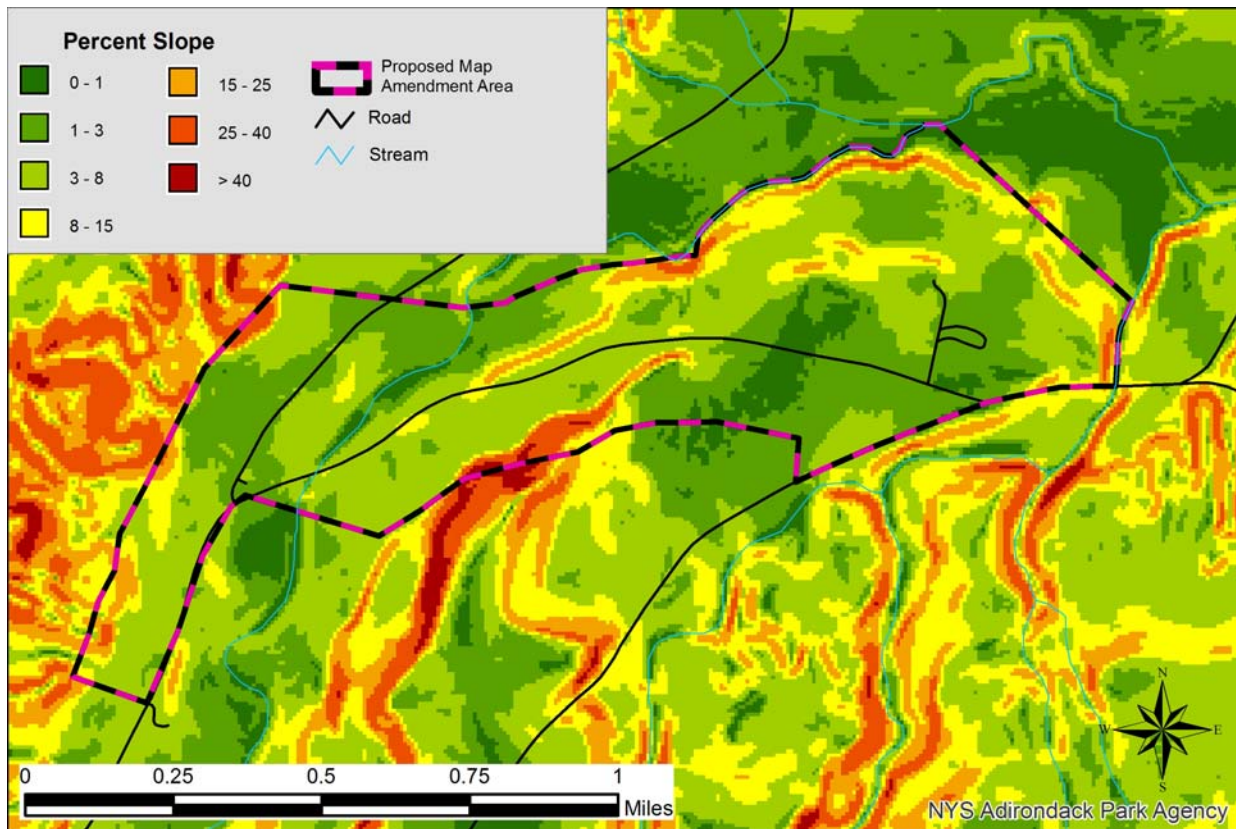 Percent Slope
0 - 1
1 - 3
3 - 8
8 - 15
15 - 25
25 - 40
> 40
Proposed Map
Amendment Area
Road
Stream
N
W
E
S
0 0.25 0.5 0.75 1
Miles
NYS Adirondack Park Agency